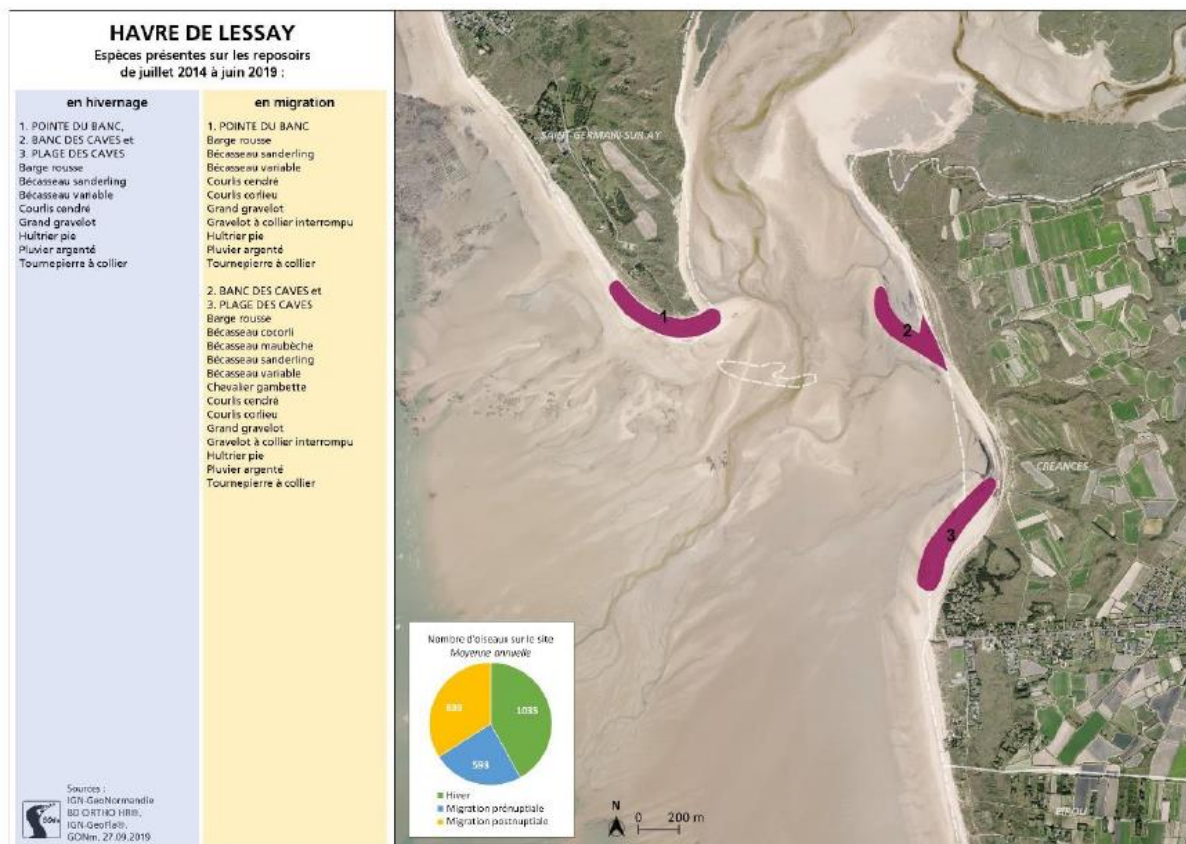 HAVRE DE LESSAY
Espèces présentes sur les reposoirs
de juillet 2014 à juin 2019 :
en hivernage
1. POINTE DU BANC,
2. BANC DES CAVES et
3. PLAGE DES CAVES
Barge rousse
Bécasseau sanderling
Bécasseau variable
Courlis cendré
Grand gravelot
Huîtrier pie
Pluvier argenté
Tournepierre à collier
en migration
1. POINTE DU BANC
Barge rousse
Bécasseau sanderling
Bécasseau variable
Courlis cendré
Courlis corlieu
Grand gravelot
Gravelot à collier interrompu
Huîtrier pie
Pluvier argenté
Tournepierre à collier
2. BANC DES CAVES et
3. PLAGE DES CAVES
Barge rousse
Bécasseau cocorli
Bécasseau maubèche
Bécasseau sanderling
Bécasseau variable
Chevalier gambette
Courlis cendré
Courlis corlieu
Grand gravelot
Gravelot à collier interrompu
Huîtrier pie
Pluvier argenté
Tournepierre à collier
Sources :
IGN-GeoNormandie
BD ORTHO HR®,
IGN-Geofla®.
GONm, 27.09.2019
SAINT-GERMAIN-SUR-AY
1
2
CRÉANCES
3
PIROU
Nombre d'oiseaux sur le site
Moyenne annuelle
1035
Hiver
Migration prénuptiale
Migration postnuptiale
N
0 200 m